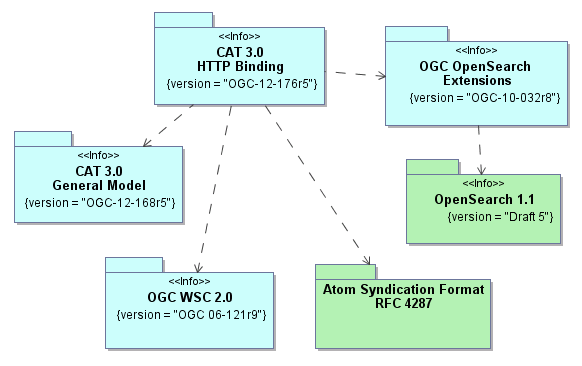 <<Info>>
CAT 3.0
HTTP Binding
{version = "OGC-12-176r5"}
<<Info>>
OGC OpenSearch
Extensions
{version = "OGC-10-032r8"}
<<Info>>
CAT 3.0
General Model
{version = "OGC-12-168r5"}
<<Info>>
OpenSearch 1.1
{version = "Draft 5"}
<<Info>>
OGC WSC 2.0
{version = "OGC 06-121r9"}
Atom Syndication Format
RFC 4287